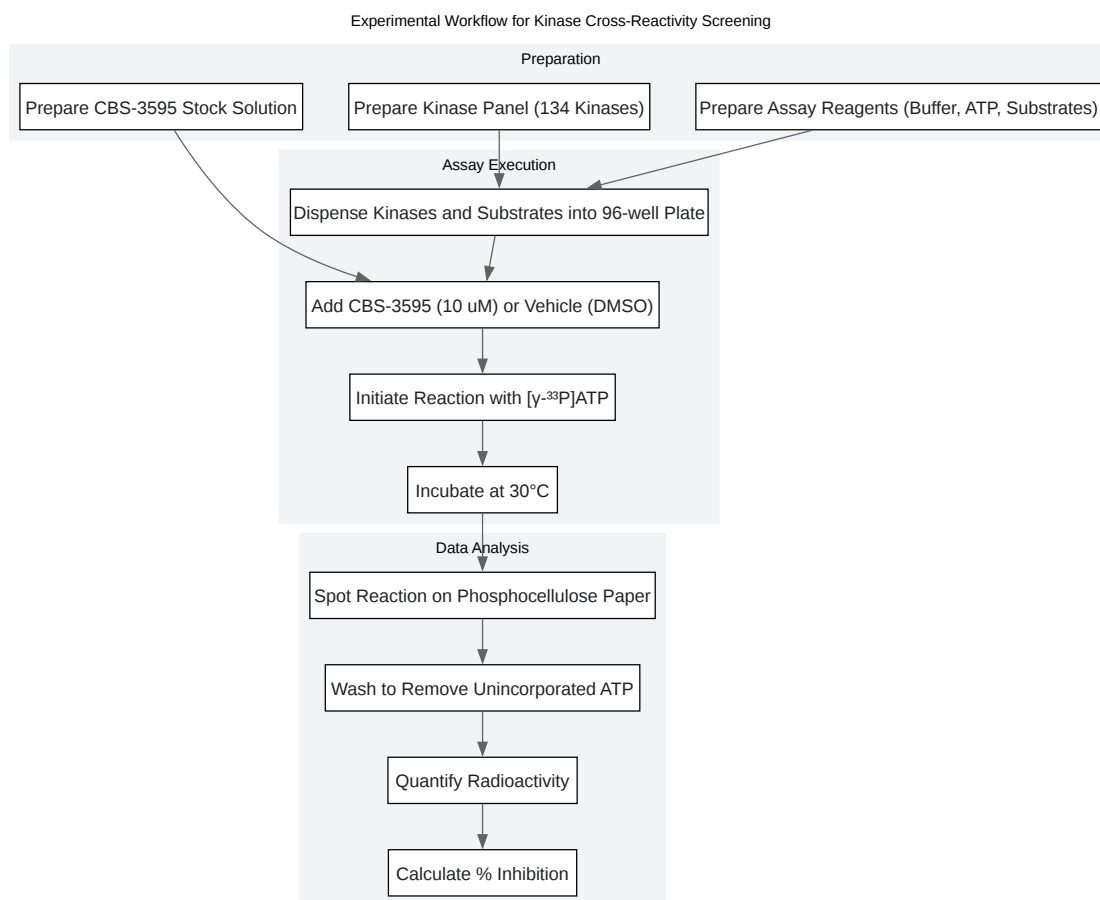 Experimental Workflow for Kinase Cross-Reactivity Screening
Preparation
Prepare CBS-3595 Stock Solution
Prepare Kinase Panel (134 Kinases)
Prepare Assay Reagents (Buffer, ATP, Substrates)
Assay Execution
Dispense Kinases and Substrates into 96-well Plate
Add CBS-3595 (10 uM) or Vehicle (DMSO)
Initiate Reaction with [γ-³³P]ATP
Incubate at 30°C
Data Analysis
Spot Reaction on Phosphocellulose Paper
Wash to Remove Unincorporated ATP
Quantify Radioactivity
Calculate % Inhibition